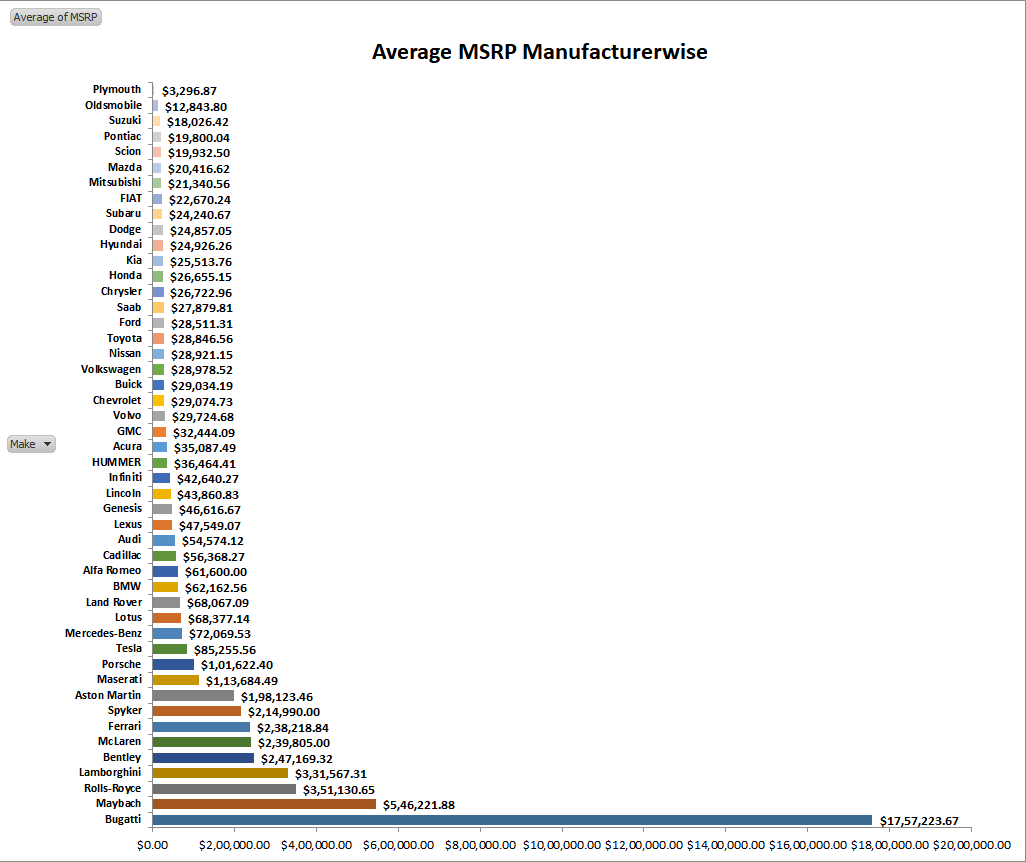 Average of MSRP
Average MSRP Manufacturerwise
Plymouth $3,296.87
Oldsmobile $12,843.80
Suzuki $18,026.42
Pontiac $19,800.04
Scion $19,932.50
Mazda $20,416.62
Mitsubishi $21,340.56
FIAT $22,670.24
Subaru $24,240.67
Dodge $24,857.05
Hyundai $24,926.26
Kia $25,513.76
Honda $26,655.15
Chrysler $26,722.96
Saab $27,879.81
Ford $28,511.31
Toyota $28,846.56
Nissan $28,921.15
Volkswagen $28,978.52
Buick $29,034.19
Chevrolet $29,074.73
Volvo $29,724.68
GMC $32,444.09
Make
Acura $35,087.49
HUMMER $36,464.41
Infiniti $42,640.27
Lincoln $43,860.83
Genesis $46,616.67
Lexus $47,549.07
Audi $54,574.12
Cadillac $56,368.27
Alfa Romeo $61,600.00
BMW $62,162.56
Land Rover $68,067.09
Lotus $68,377.14
Mercedes-Benz $72,069.53
Tesla $85,255.56
Porsche $1,01,622.40
Maserati $1,13,684.49
Aston Martin $1,98,123.46
Spyker $2,14,990.00
Ferrari $2,38,218.84
McLaren $2,39,805.00
Bentley $2,47,169.32
Lamborghini $3,31,567.31
Rolls-Royce $3,51,130.65
Maybach $5,46,221.88
Bugatti $17,57,223.67
$0.00 $2,00,000.00 $4,00,000.00 $6,00,000.00 $8,00,000.00 $10,00,000.00 $12,00,000.00 $14,00,000.00 $16,00,000.00 $18,00,000.00 $20,00,000.00